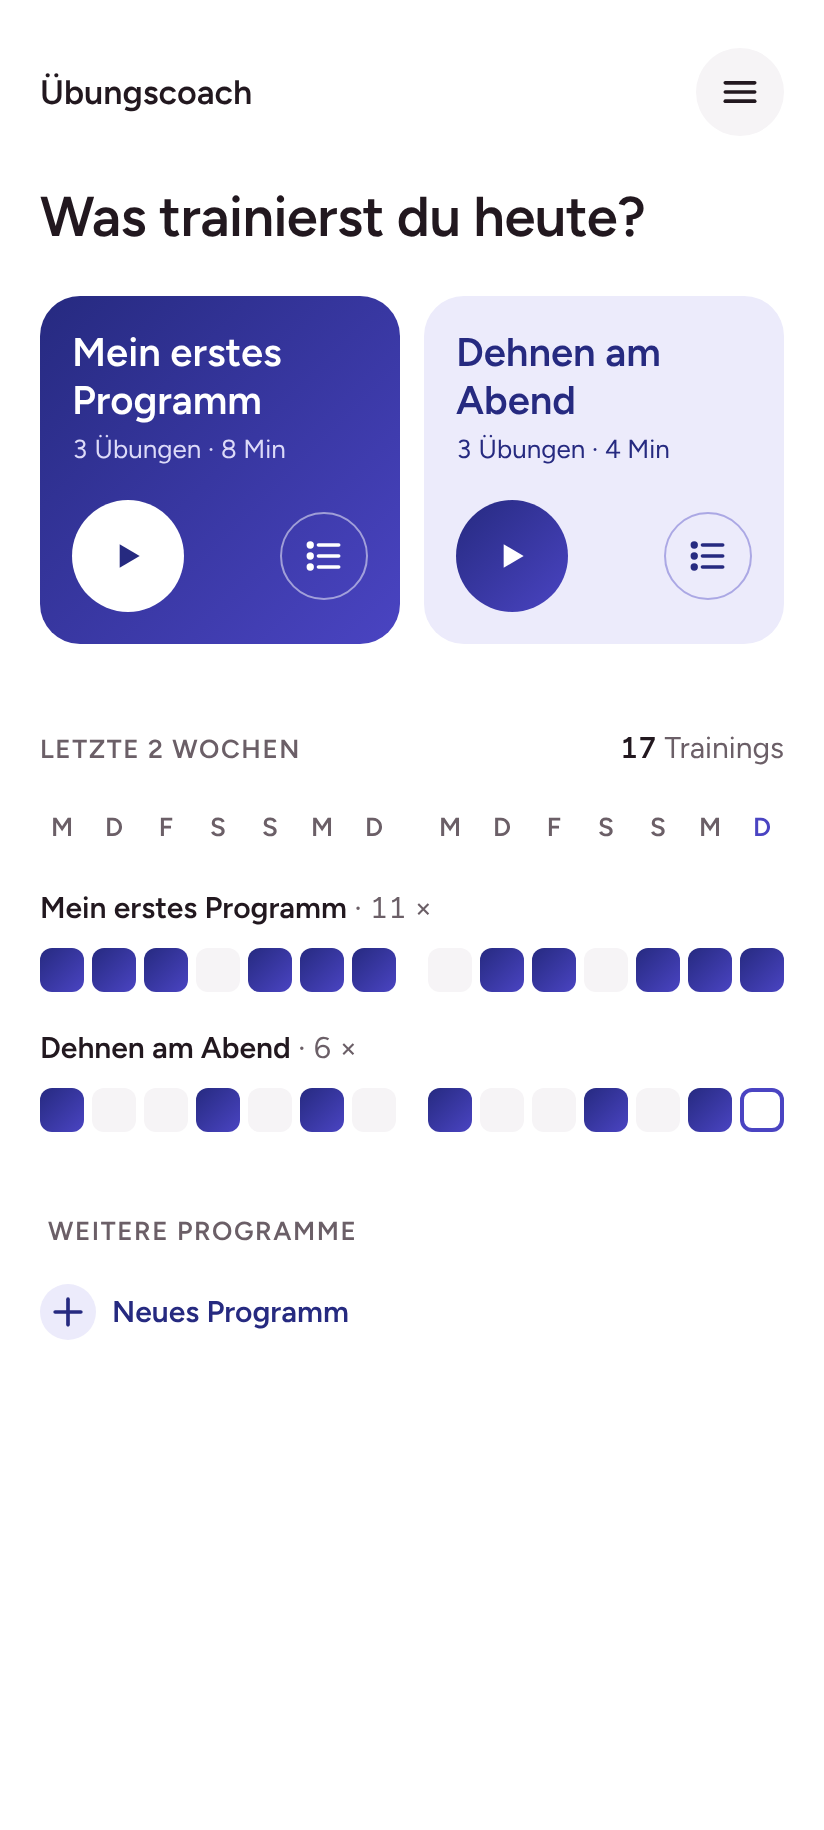 Übungscoach
Was trainierst du heute?
Mein erstes
Programm
3 Übungen · 8 Min
Dehnen am
Abend
3 Übungen · 4 Min
LETZTE 2 WOCHEN
17 Trainings
M D F S S M D M D F S S M D
Mein erstes Programm · 11 ×
Dehnen am Abend · 6 ×
WEITERE PROGRAMME
Neues Programm